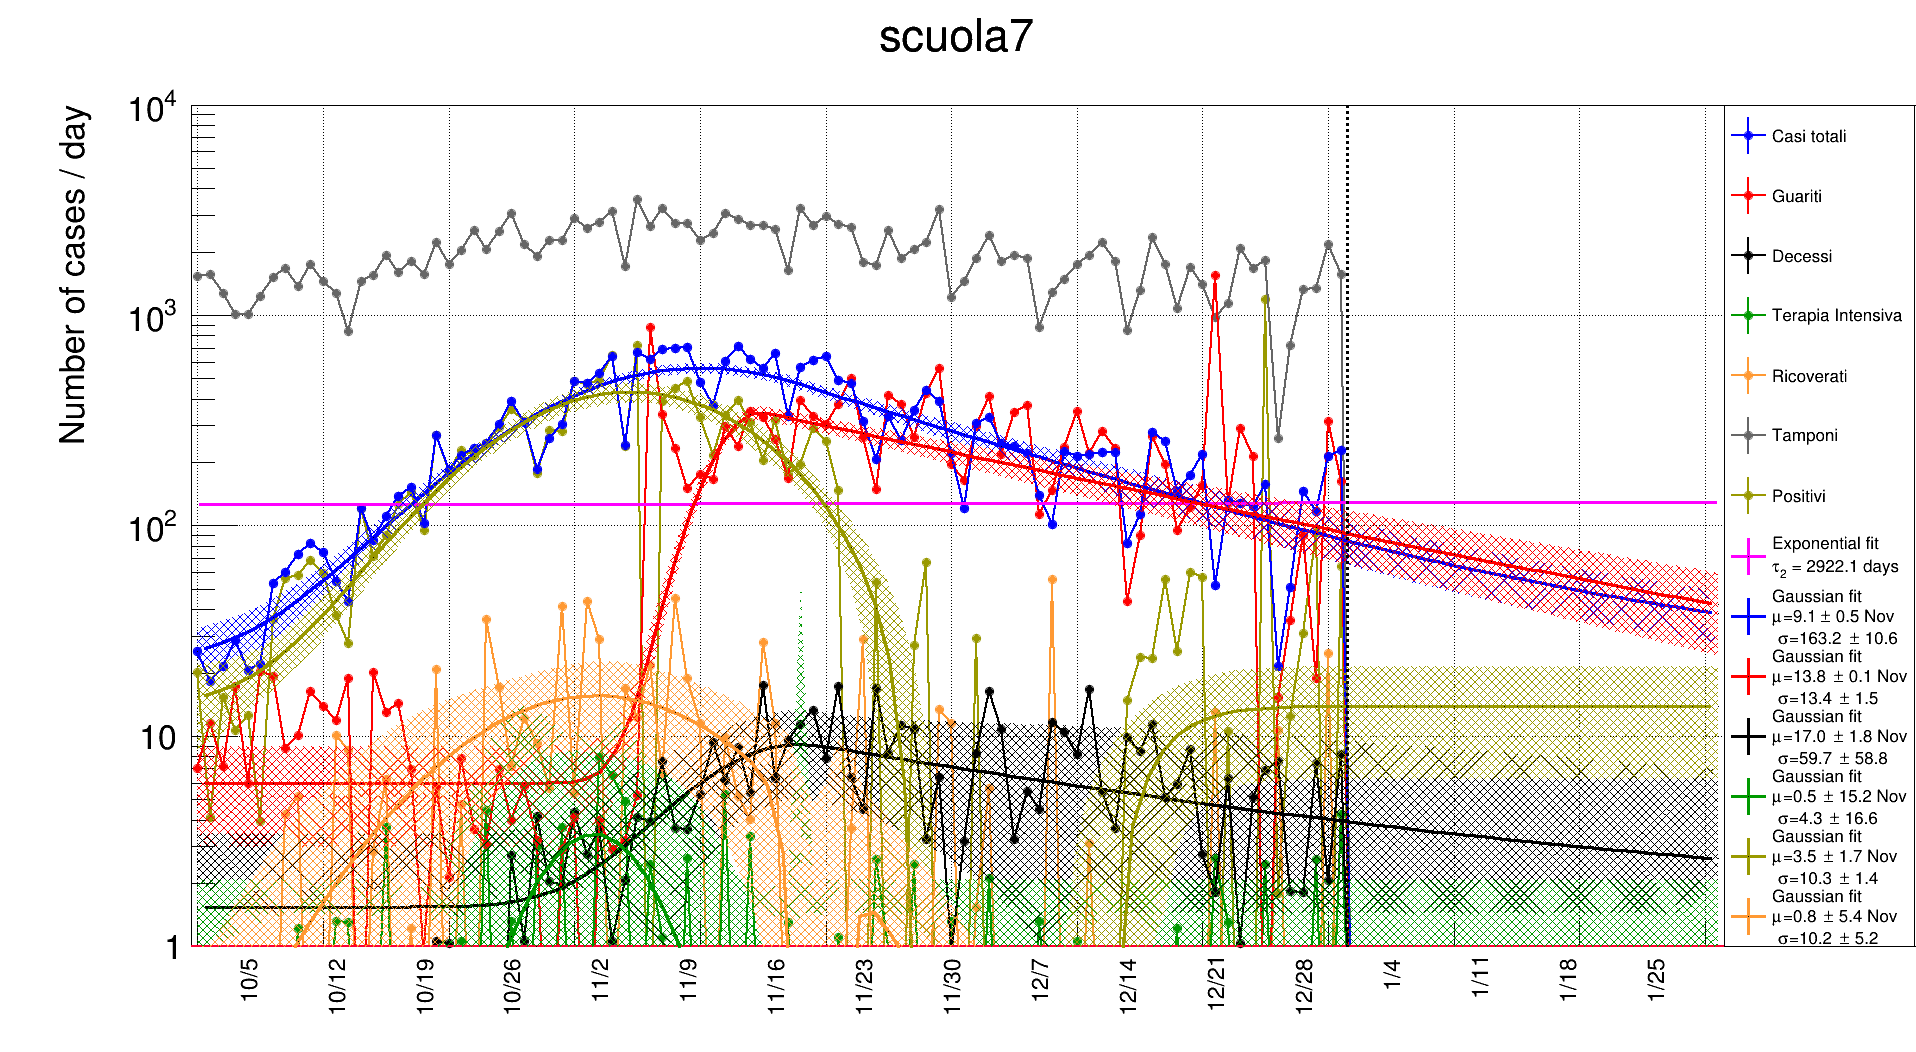 scuola7
Number of cases / day
10⁴
10³
10²
10
1
10/5
10/12
10/19
10/26
11/2
11/9
11/16
11/23
11/30
12/7
12/14
12/21
12/28
1/4
1/11
1/18
1/25
Casi totali
Guariti
Decessi
Terapia Intensiva
Ricoverati
Tamponi
Positivi
Exponential fit
τ₂ = 2922.1 days
Gaussian fit
μ=9.1 ± 0.5 Nov
σ=163.2 ± 10.6
Gaussian fit
μ=13.8 ± 0.1 Nov
σ=13.4 ± 1.5
Gaussian fit
μ=17.0 ± 1.8 Nov
σ=59.7 ± 58.8
Gaussian fit
μ=0.5 ± 15.2 Nov
σ=4.3 ± 16.6
Gaussian fit
μ=3.5 ± 1.7 Nov
σ=10.3 ± 1.4
Gaussian fit
μ=0.8 ± 5.4 Nov
σ=10.2 ± 5.2